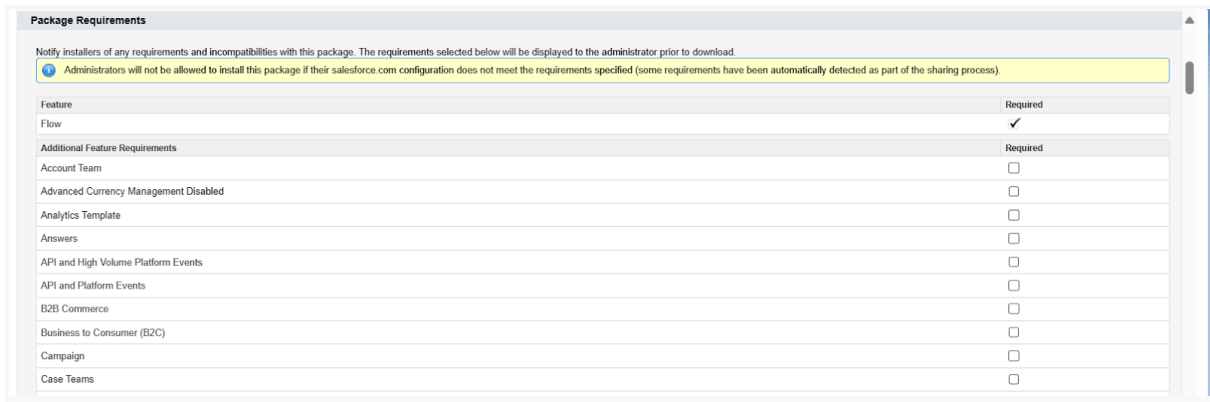 Package Requirements
Notify installers of any requirements and incompatibilities with this package. The requirements selected below will be displayed to the administrator prior to download.
Administrators will not be allowed to install this package if their salesforce.com configuration does not meet the requirements specified (some requirements have been automatically detected as part of the sharing process).
Feature Required
Flow
Additional Feature Requirements Required
Account Team
Advanced Currency Management Disabled
Analytics Template
Answers
API and High Volume Platform Events
API and Platform Events
B2B Commerce
Business to Consumer (B2C)
Campaign
Case Teams